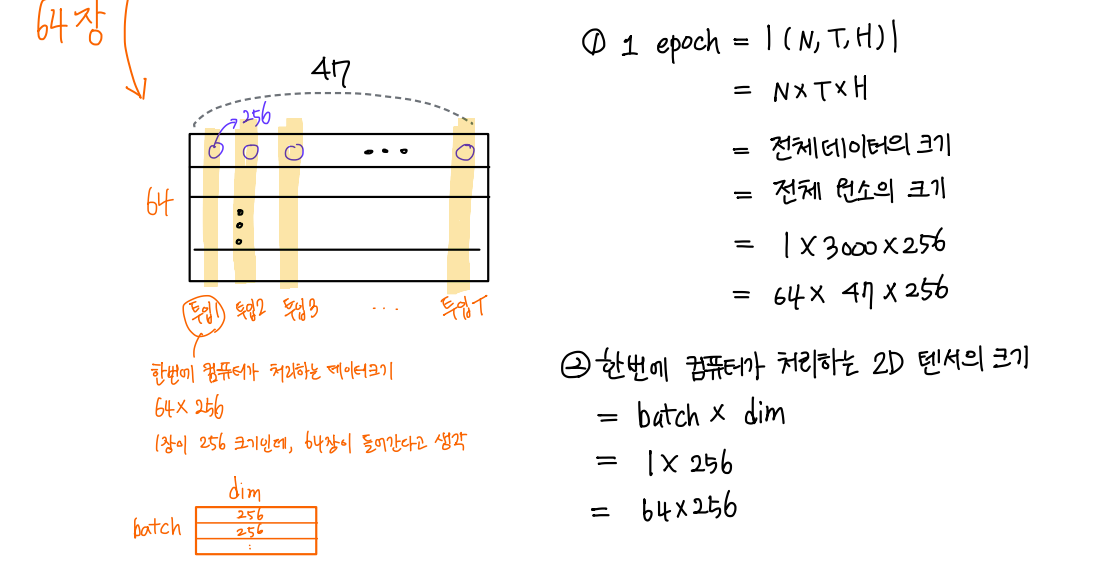 64장
47
256
64
투입1 투입2 투입3 ... 투입T
한번에 컴퓨터가 처리하는 데이터크기
64 × 256
1장이 256 크기인데, 64장이 들어간다고 생각
dim
batch
256
256
:
① 1 epoch = |(N, T, H)|
= N × T × H
= 전체데이터의 크기
= 전체 원소의 크기
= 1 × 3000 × 256
= 64 × 47 × 256
② 한번에 컴퓨터가 처리하는 2D 텐서의 크기
= batch × dim
= 1 × 256
= 64 × 256